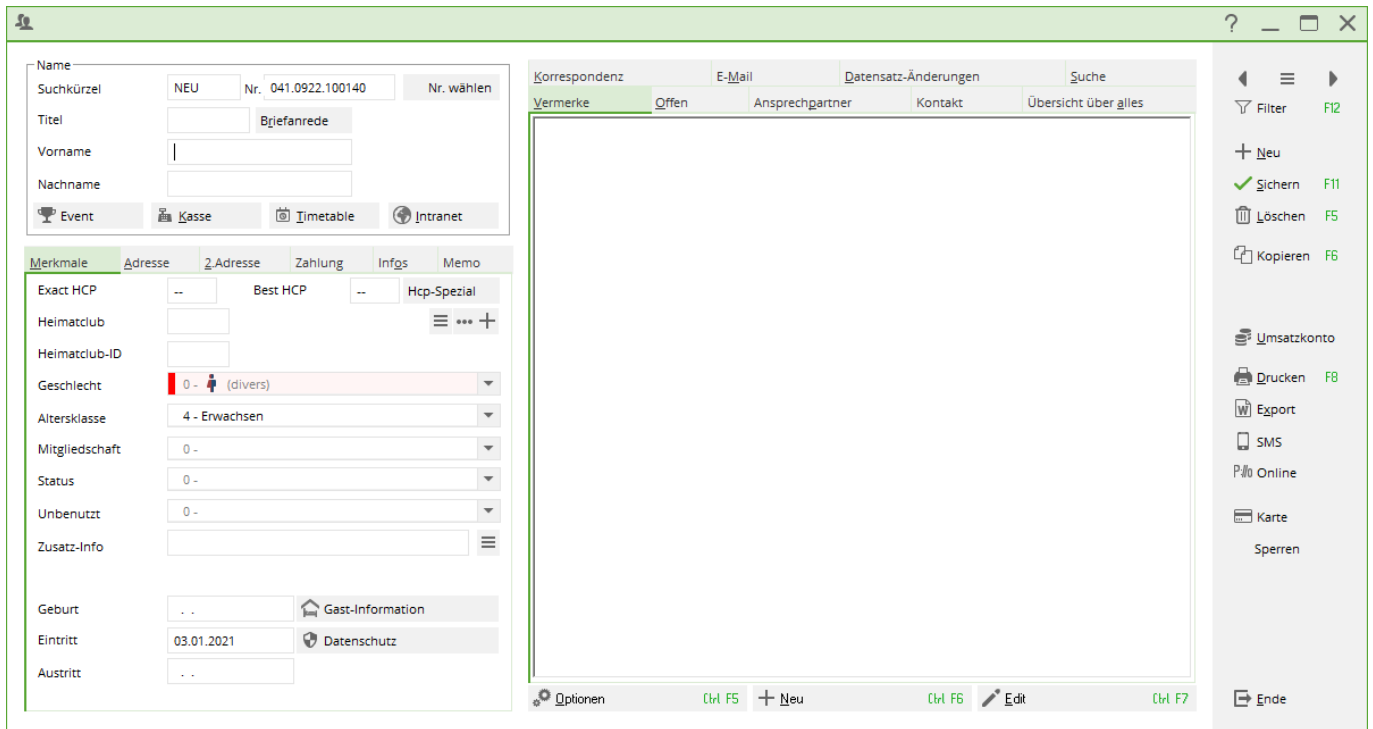 ?
Name
Suchkürzel NEU Nr. 041.0922.100140 Nr. wählen
Titel Briefanrede
Vorname
Nachname
Event Kasse Timetable Intranet
Merkmale Adresse 2.Adresse Zahlung Infos Memo
Exact HCP -- Best HCP -- Hcp-Spezial
Heimatclub
Heimatclub-ID
Geschlecht 0 - (divers)
Altersklasse 4 - Erwachsen
Mitgliedschaft 0 -
Status 0 -
Unbenutzt 0 -
Zusatz-Info
Geburt . . Gast-Information
Eintritt 03.01.2021 Datenschutz
Austritt . .
Korrespondenz E-Mail Datensatz-Änderungen Suche
Vermerke Offen Ansprechpartner Kontakt Übersicht über alles
Optionen Ctrl F5 Neu Ctrl F6 Edit Ctrl F7
Filter F12
Neu
Sichern F11
Löschen F5
Kopieren F6
Umsatzkonto
Drucken F8
W Export
SMS
P:// Online
Karte
Sperren
Ende